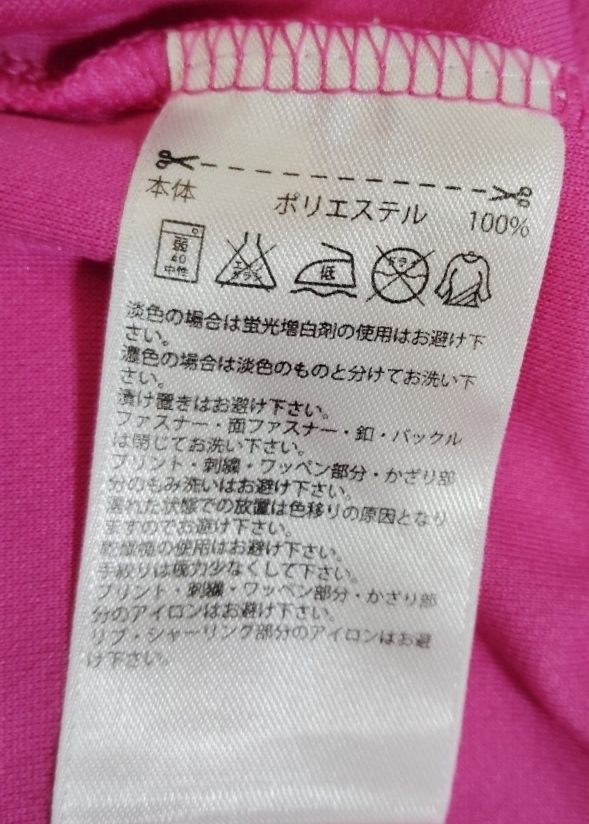 本体 ポリエステル 100%
弱
40
中性
エンソ
サラシ
低
ドライ
淡色の場合は蛍光増白剤の使用はお避け下
さい。
濃色の場合は淡色のものと分けてお洗い下
さい。
漬け置きはお避け下さい。
ファスナー・面ファスナー・釦・バックル
は閉じてお洗い下さい。
プリント・刺繍・ワッペン部分・かざり部
分のもみ洗いはお避け下さい。
濡れた状態での放置は色移りの原因となり
ますのでお避け下さい。
乾燥機の使用はお避け下さい。
手絞りは極力少なくして下さい。
プリント・刺繍・ワッペン部分・かざり部
分のアイロンはお避け下さい。
リブ・シャーリング部分のアイロンはお避
け下さい。